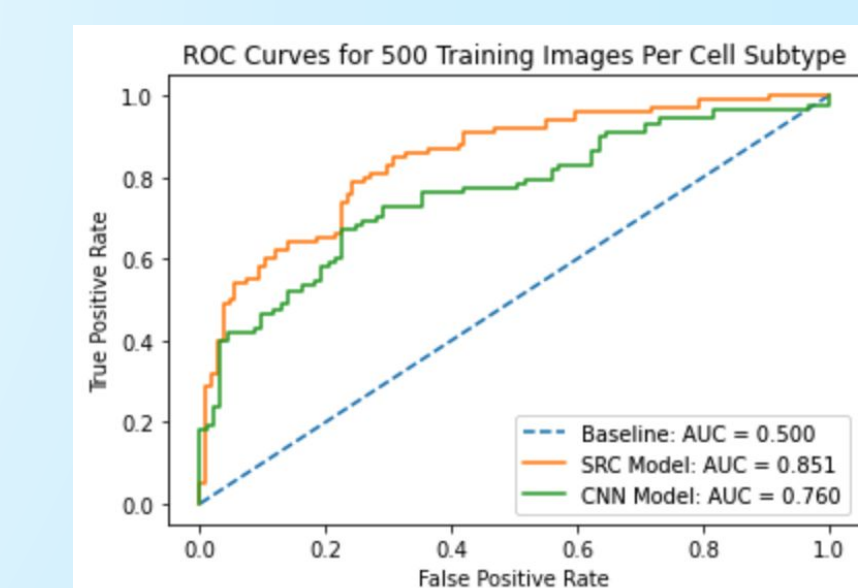 ROC Curves for 500 Training Images Per Cell Subtype
1.0
0.8
0.6
0.4
0.2
0.0
True Positive Rate
Baseline: AUC = 0.500
SRC Model: AUC = 0.851
CNN Model: AUC = 0.760
0.0 0.2 0.4 0.6 0.8 1.0
False Positive Rate